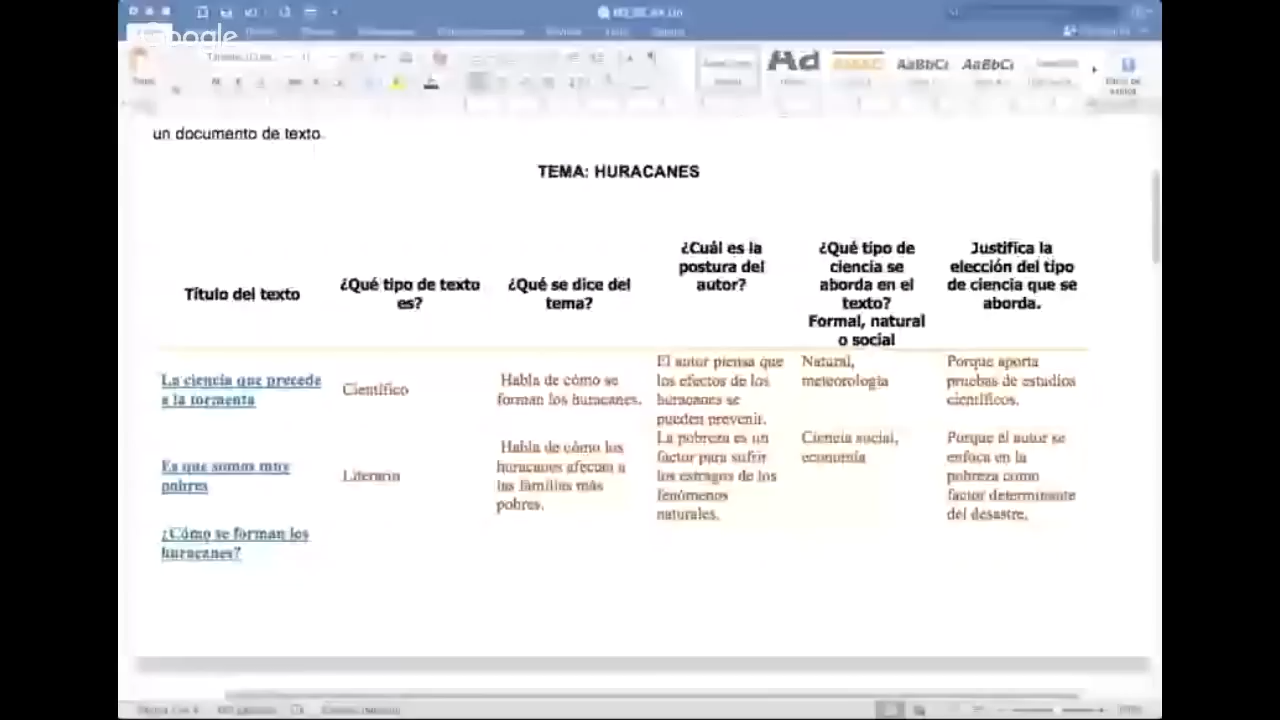 Google
Ad
AaBbCc
AaBbCc
un documento de texto.
TEMA: HURACANES
Título del texto
¿Qué tipo de texto
es?
¿Qué se dice del
tema?
¿Cuál es la
postura del
autor?
¿Qué tipo de
ciencia se
aborda en el
texto?
Formal, natural
o social
Justifica la
elección del tipo
de ciencia que se
aborda.
La ciencia que precede
a la tormenta
Científico
Habla de cómo se
forman los huracanes.
El autor piensa que
los efectos de los
huracanes se
pueden prevenir.
Natural,
meteorología
Porque aporta
pruebas de estudios
científicos.
Es que somos muy
pobres
Literario
Habla de cómo los
huracanes afectan a
las familias más
pobres.
La pobreza es un
factor para sufrir
los estragos de los
fenómenos
naturales.
Ciencia social,
economía
Porque el autor se
enfoca en la
pobreza como
factor determinante
del desastre.
¿Cómo se forman los
huracanes?